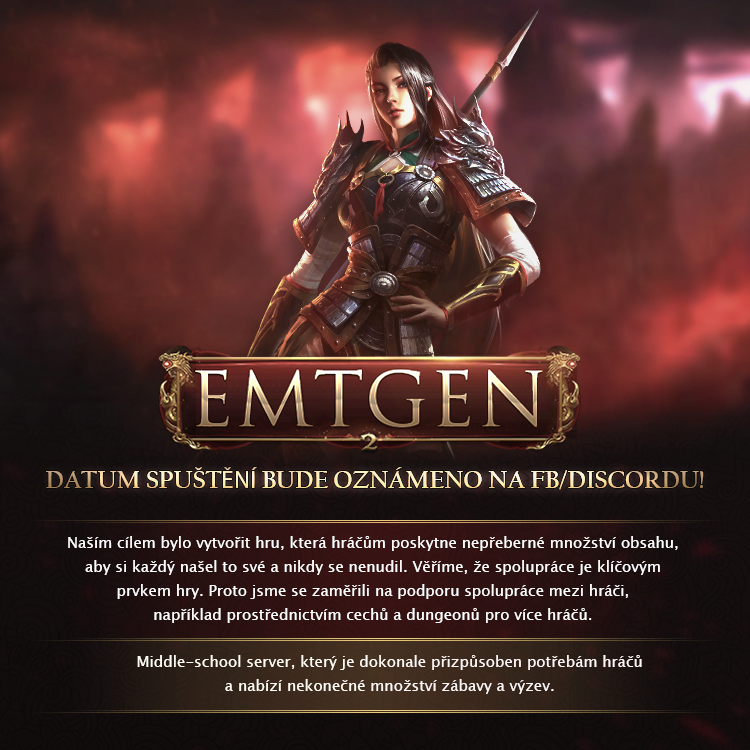 EMTGEN
2
DATUM SPUŠTĚNÍ BUDE OZNÁMENO NA FB/DISCORDU!
Naším cílem bylo vytvořit hru, která hráčům poskytne nepřeberné množství obsahu,
aby si každý našel to své a nikdy se nenudil. Věříme, že spolupráce je klíčovým
prvkem hry. Proto jsme se zaměřili na podporu spolupráce mezi hráči,
například prostřednictvím cechů a dungeonů pro více hráčů.
Middle-school server, který je dokonale přizpůsoben potřebám hráčů
a nabízí nekonečné množství zábavy a výzev.